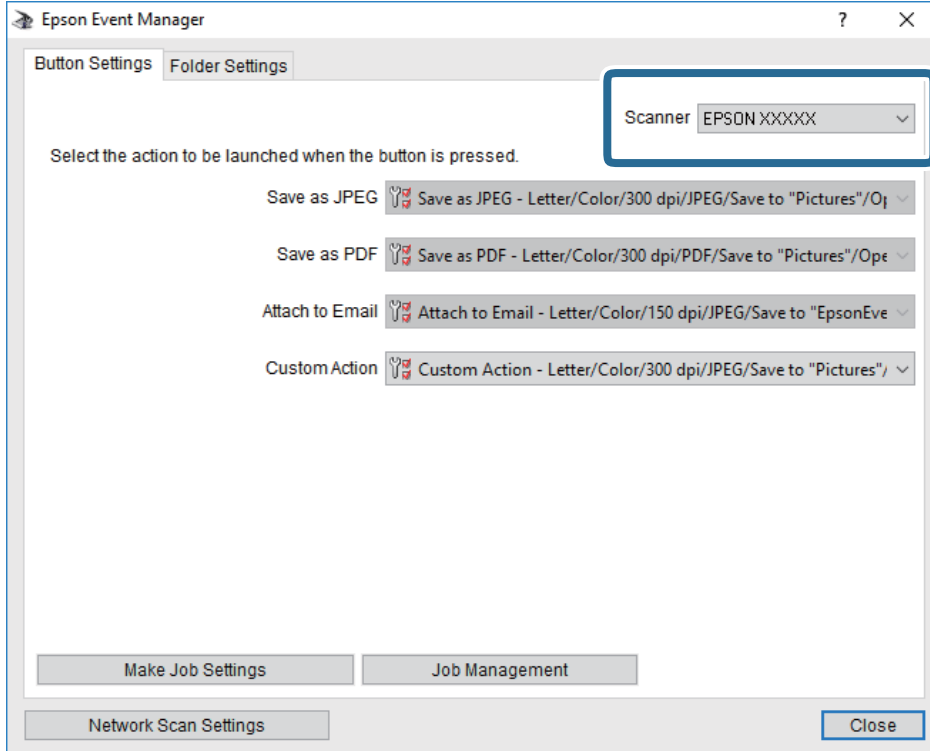 Epson Event Manager
Button Settings Folder Settings
Scanner EPSON XXXXX
Select the action to be launched when the button is pressed.
Save as JPEG Save as JPEG - Letter/Color/300 dpi/JPEG/Save to "Pictures"/Op
Save as PDF Save as PDF - Letter/Color/300 dpi/PDF/Save to "Pictures"/Ope
Attach to Email Attach to Email - Letter/Color/150 dpi/JPEG/Save to "EpsonEve
Custom Action Custom Action - Letter/Color/300 dpi/JPEG/Save to "Pictures"/
Make Job Settings Job Management
Network Scan Settings Close